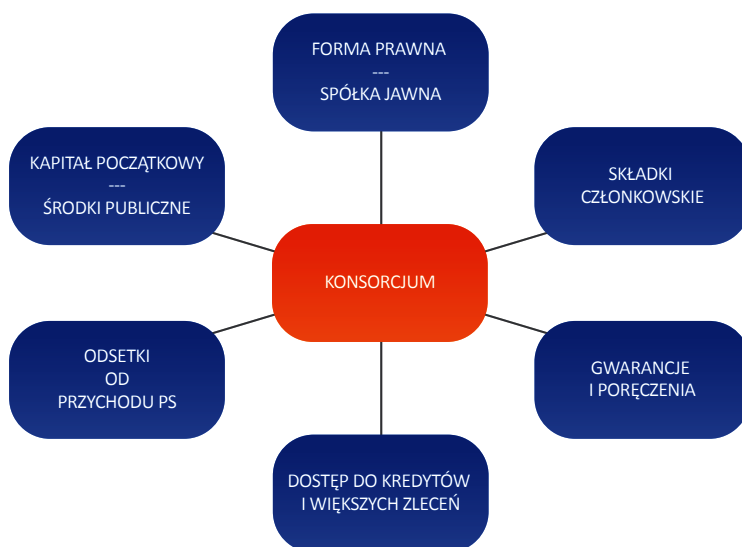 FORMA PRAWNA
---
SPÓŁKA JAWNA
KAPITAŁ POCZĄTKOWY
---
ŚRODKI PUBLICZNE
SKŁADKI
CZŁONKOWSKIE
KONSORCJUM
ODSETKI
OD
PRZYCHODU PS
GWARANCJE
I PORĘCZENIA
DOSTĘP DO KREDYTÓW
I WIĘKSZYCH ZLECEŃ